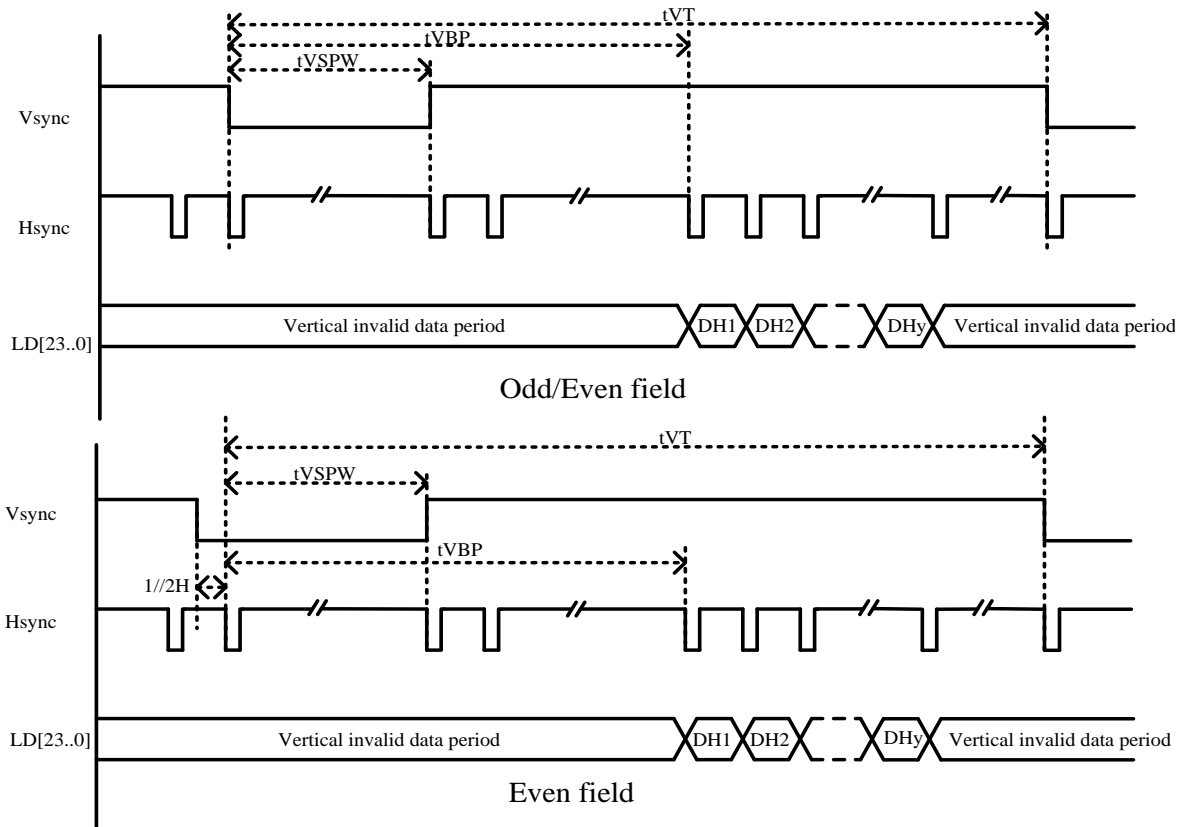 tVT
tVBP
tVSPW
Vsync
Hsync
LD[23..0]
Vertical invalid data period
DH1
DH2
DHy
Vertical invalid data period
Odd/Even field
tVT
tVSPW
Vsync
tVBP
1//2H
Hsync
LD[23..0]
Vertical invalid data period
DH1
DH2
DHy
Vertical invalid data period
Even field